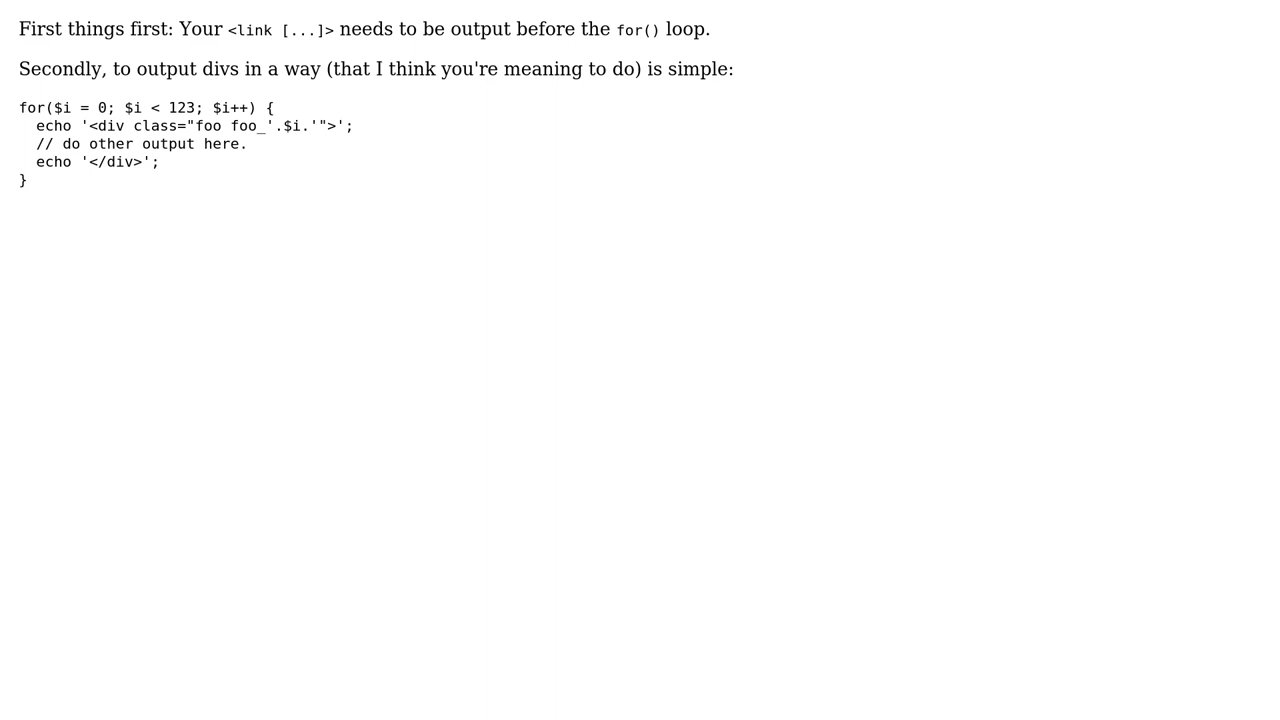 First things first: Your <link [...]> needs to be output before the for() loop.
Secondly, to output divs in a way (that I think you're meaning to do) is simple:
for($i = 0; $i < 123; $i++) {
  echo '<div class="foo foo_'.$i.'">';
  // do other output here.
  echo '</div>';
}